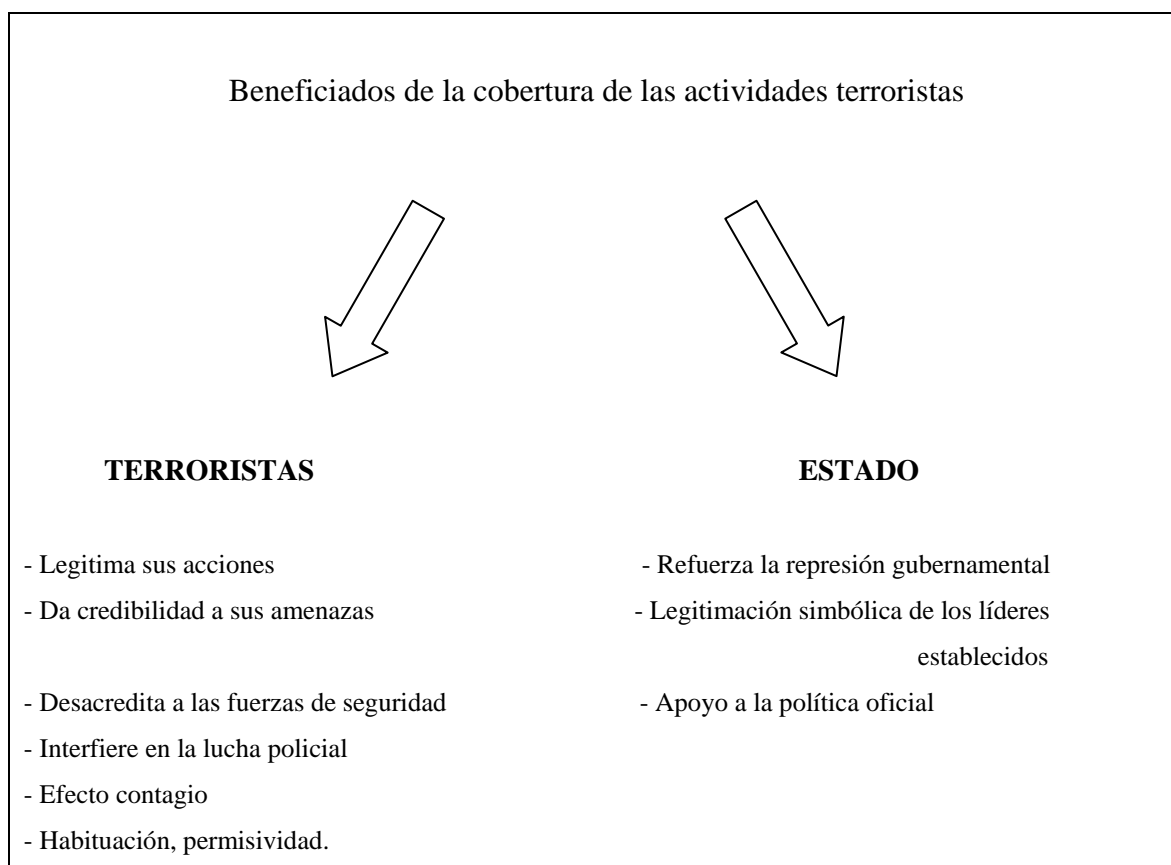 Beneficiados de la cobertura de las actividades terroristas
TERRORISTAS
- Legitima sus acciones
- Da credibilidad a sus amenazas
- Desacredita a las fuerzas de seguridad
- Interfiere en la lucha policial
- Efecto contagio
- Habituación, permisividad.
ESTADO
- Refuerza la represión gubernamental
- Legitimación simbólica de los líderes
establecidos
- Apoyo a la política oficial